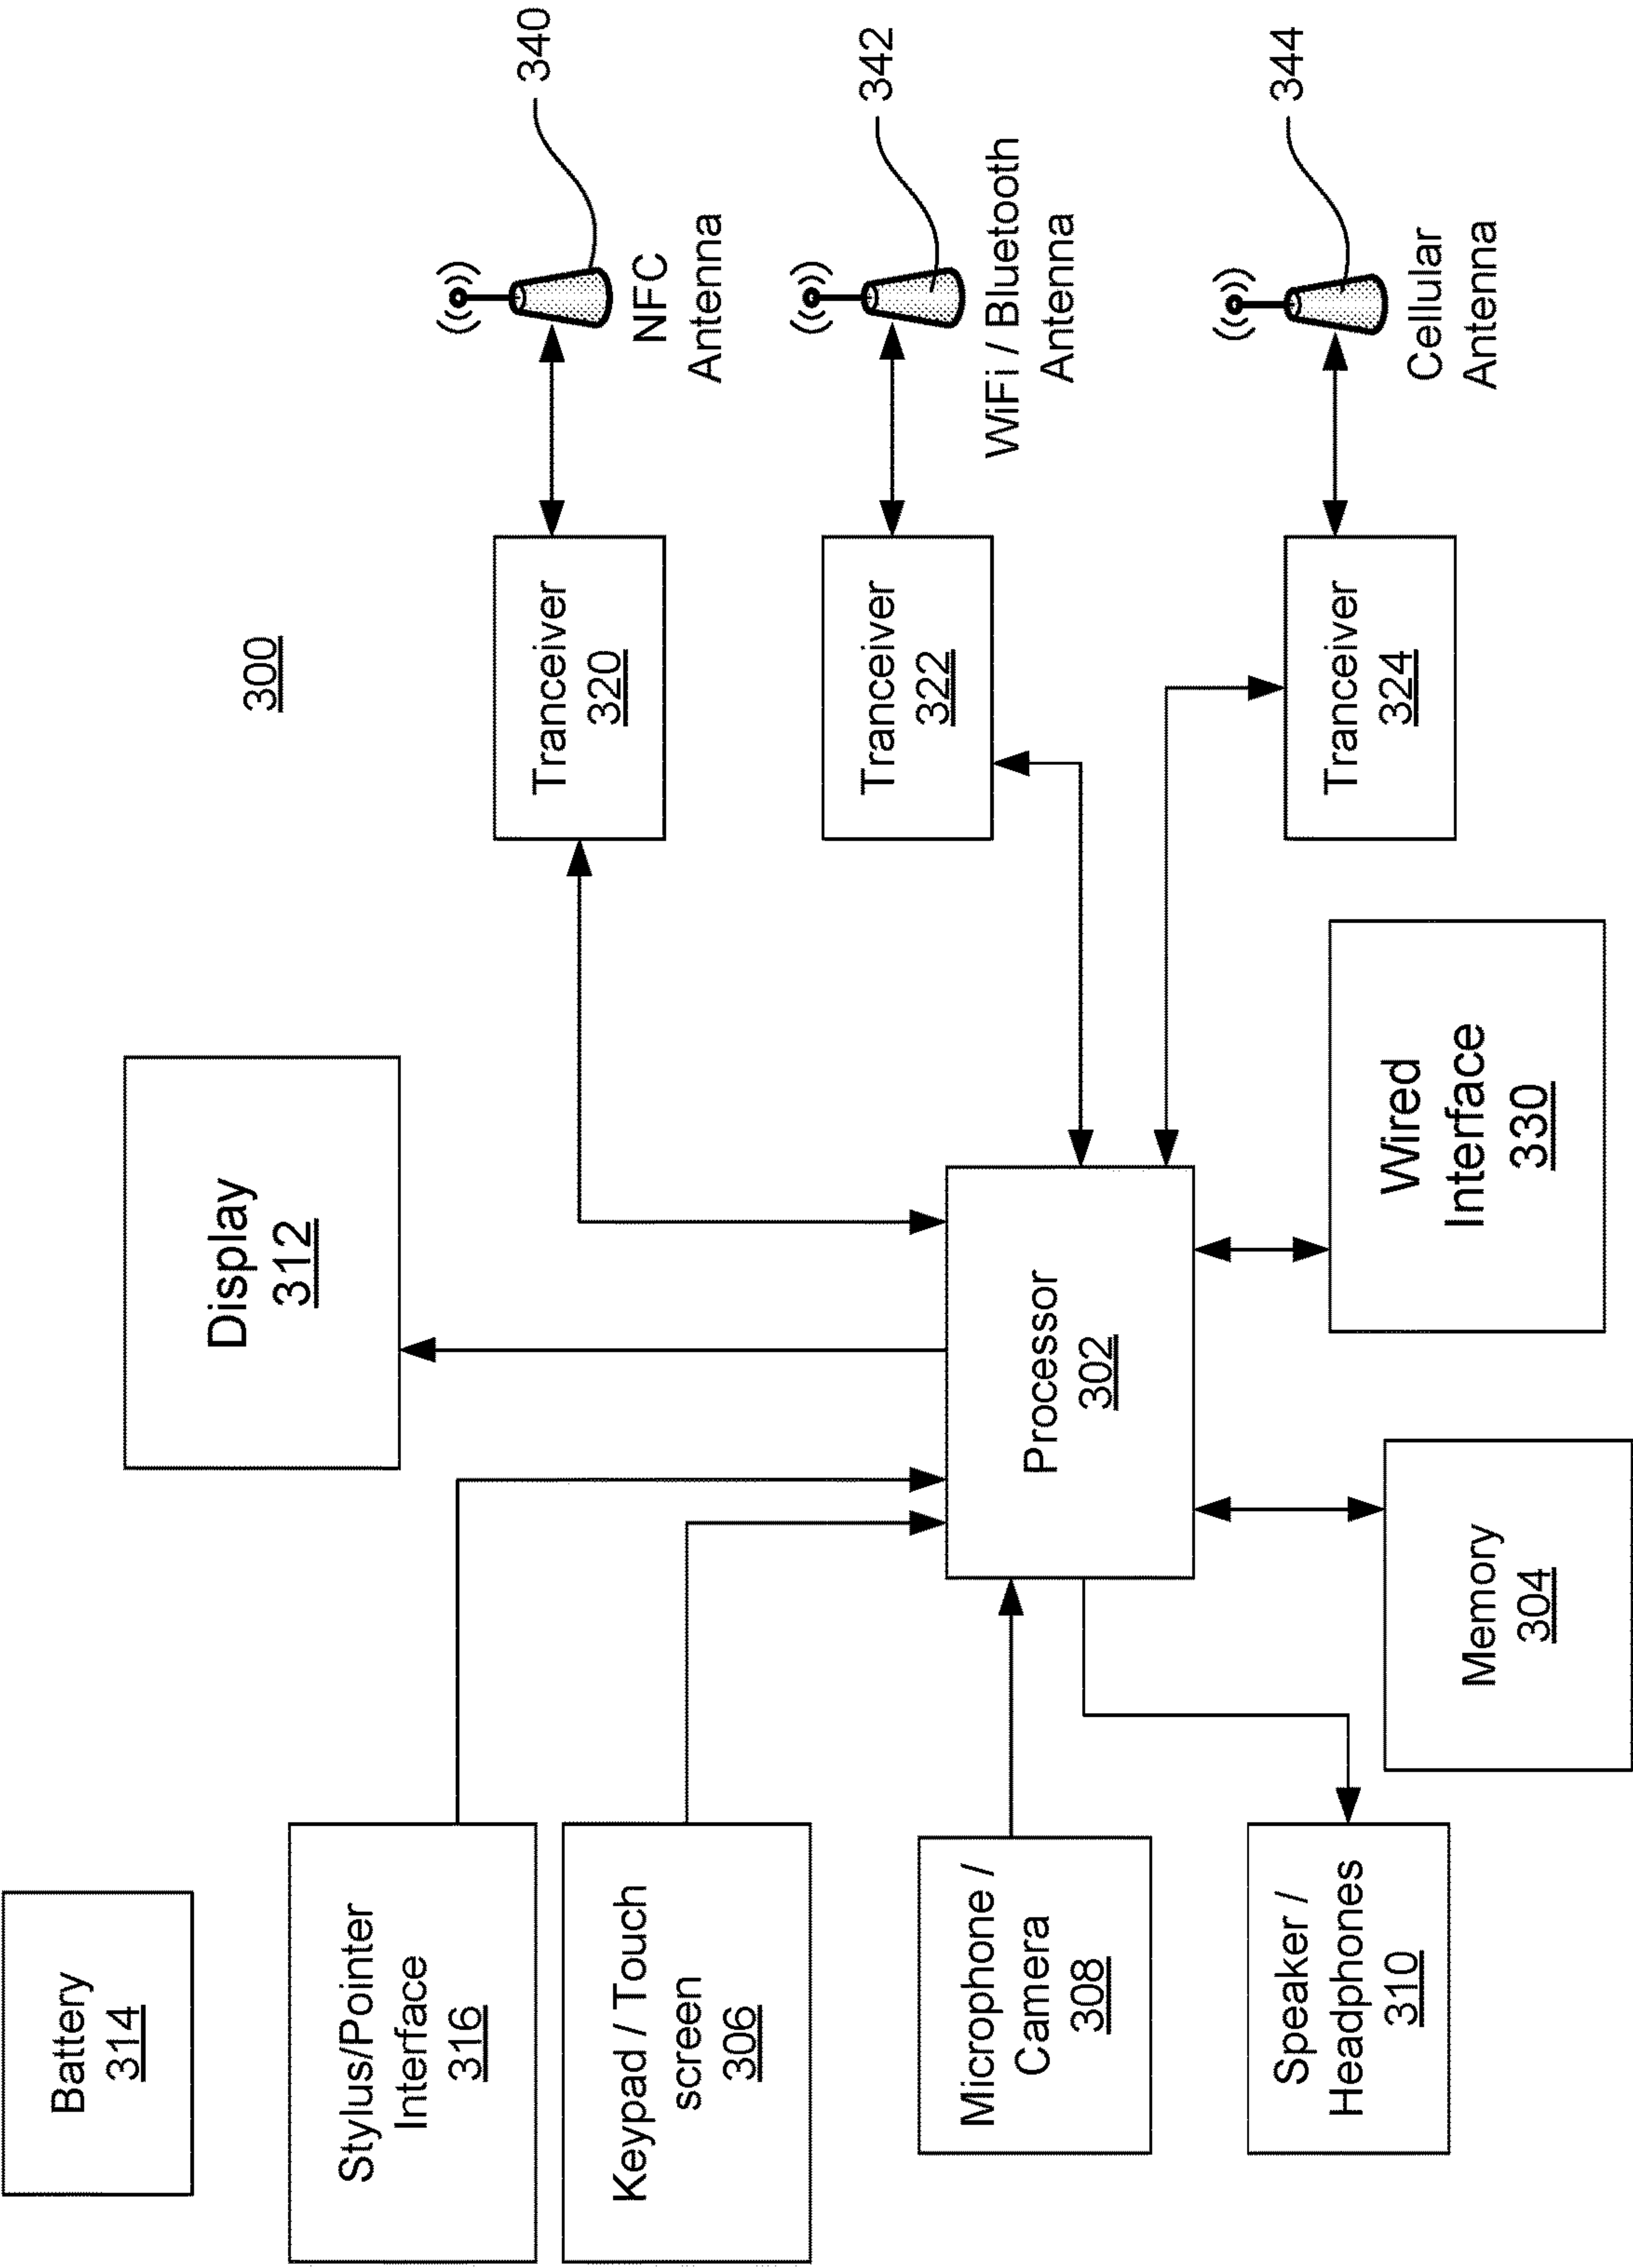 300
Battery
314
Stylus/Pointer
Interface
316
Keypad / Touch
screen
306
Microphone /
Camera
308
Speaker /
Headphones
310
Display
312
Processor
302
Memory
304
Wired
Interface
330
Tranceiver
320
Tranceiver
322
Tranceiver
324
340
NFC
Antenna
342
WiFi / Bluetooth
Antenna
344
Cellular
Antenna